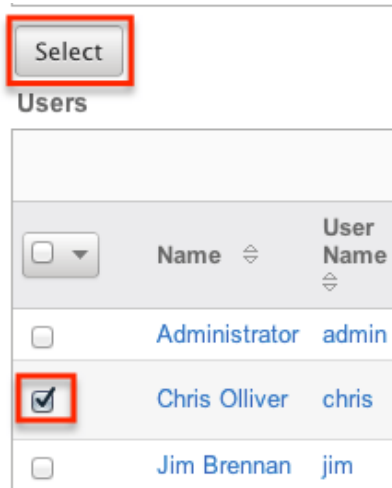 Select
Users
Name User Name
Administrator admin
Chris Olliver chris
Jim Brennan jim